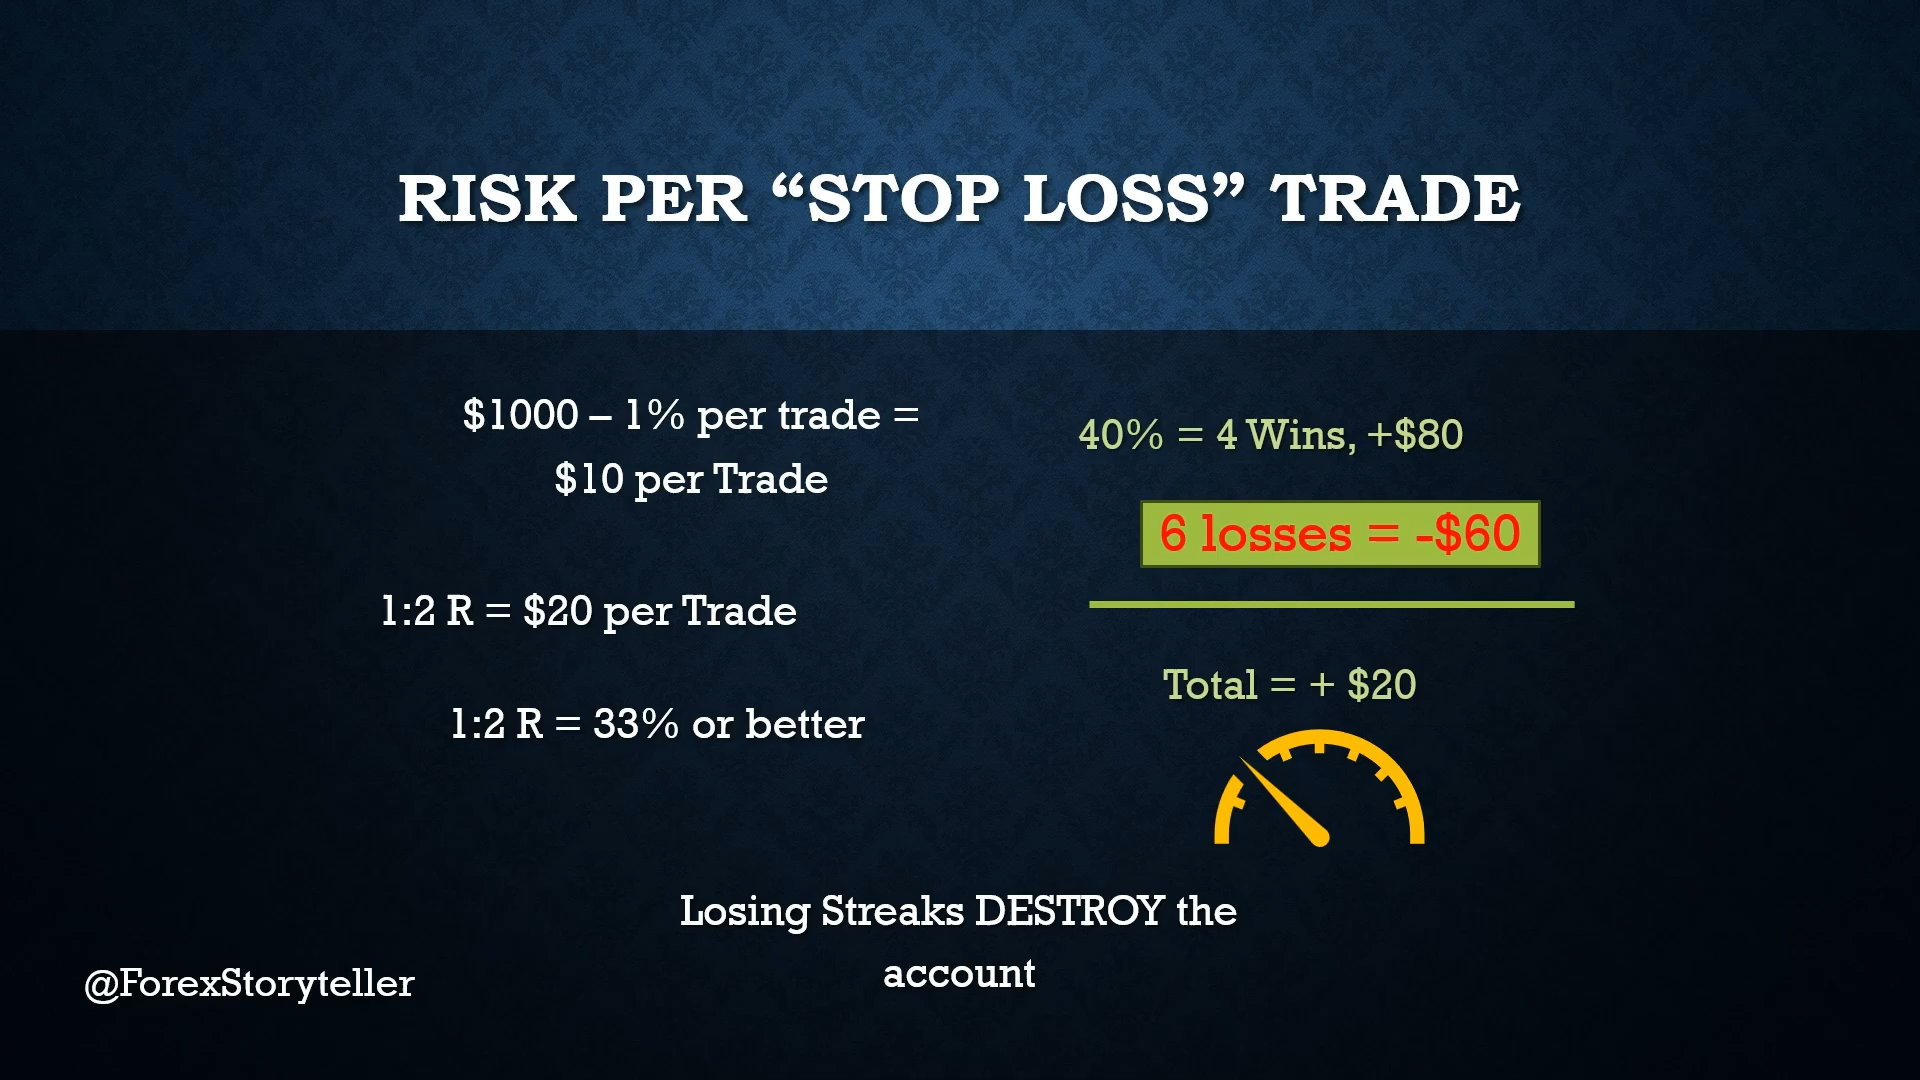 RISK PER “STOP LOSS” TRADE
$1000 – 1% per trade =
$10 per Trade
1:2 R = $20 per Trade
1:2 R = 33% or better
40% = 4 Wins, +$80
6 losses = -$60
Total = + $20
Losing Streaks DESTROY the
account
@ForexStoryteller